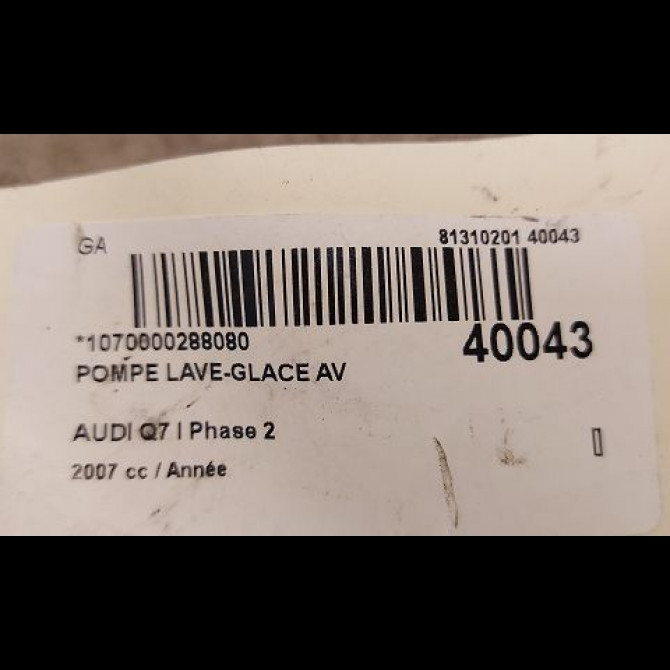 GA
81310201 40043
*1070000288080
40043
POMPE LAVE-GLACE AV
AUDI Q7 I Phase 2
2007 cc / Année